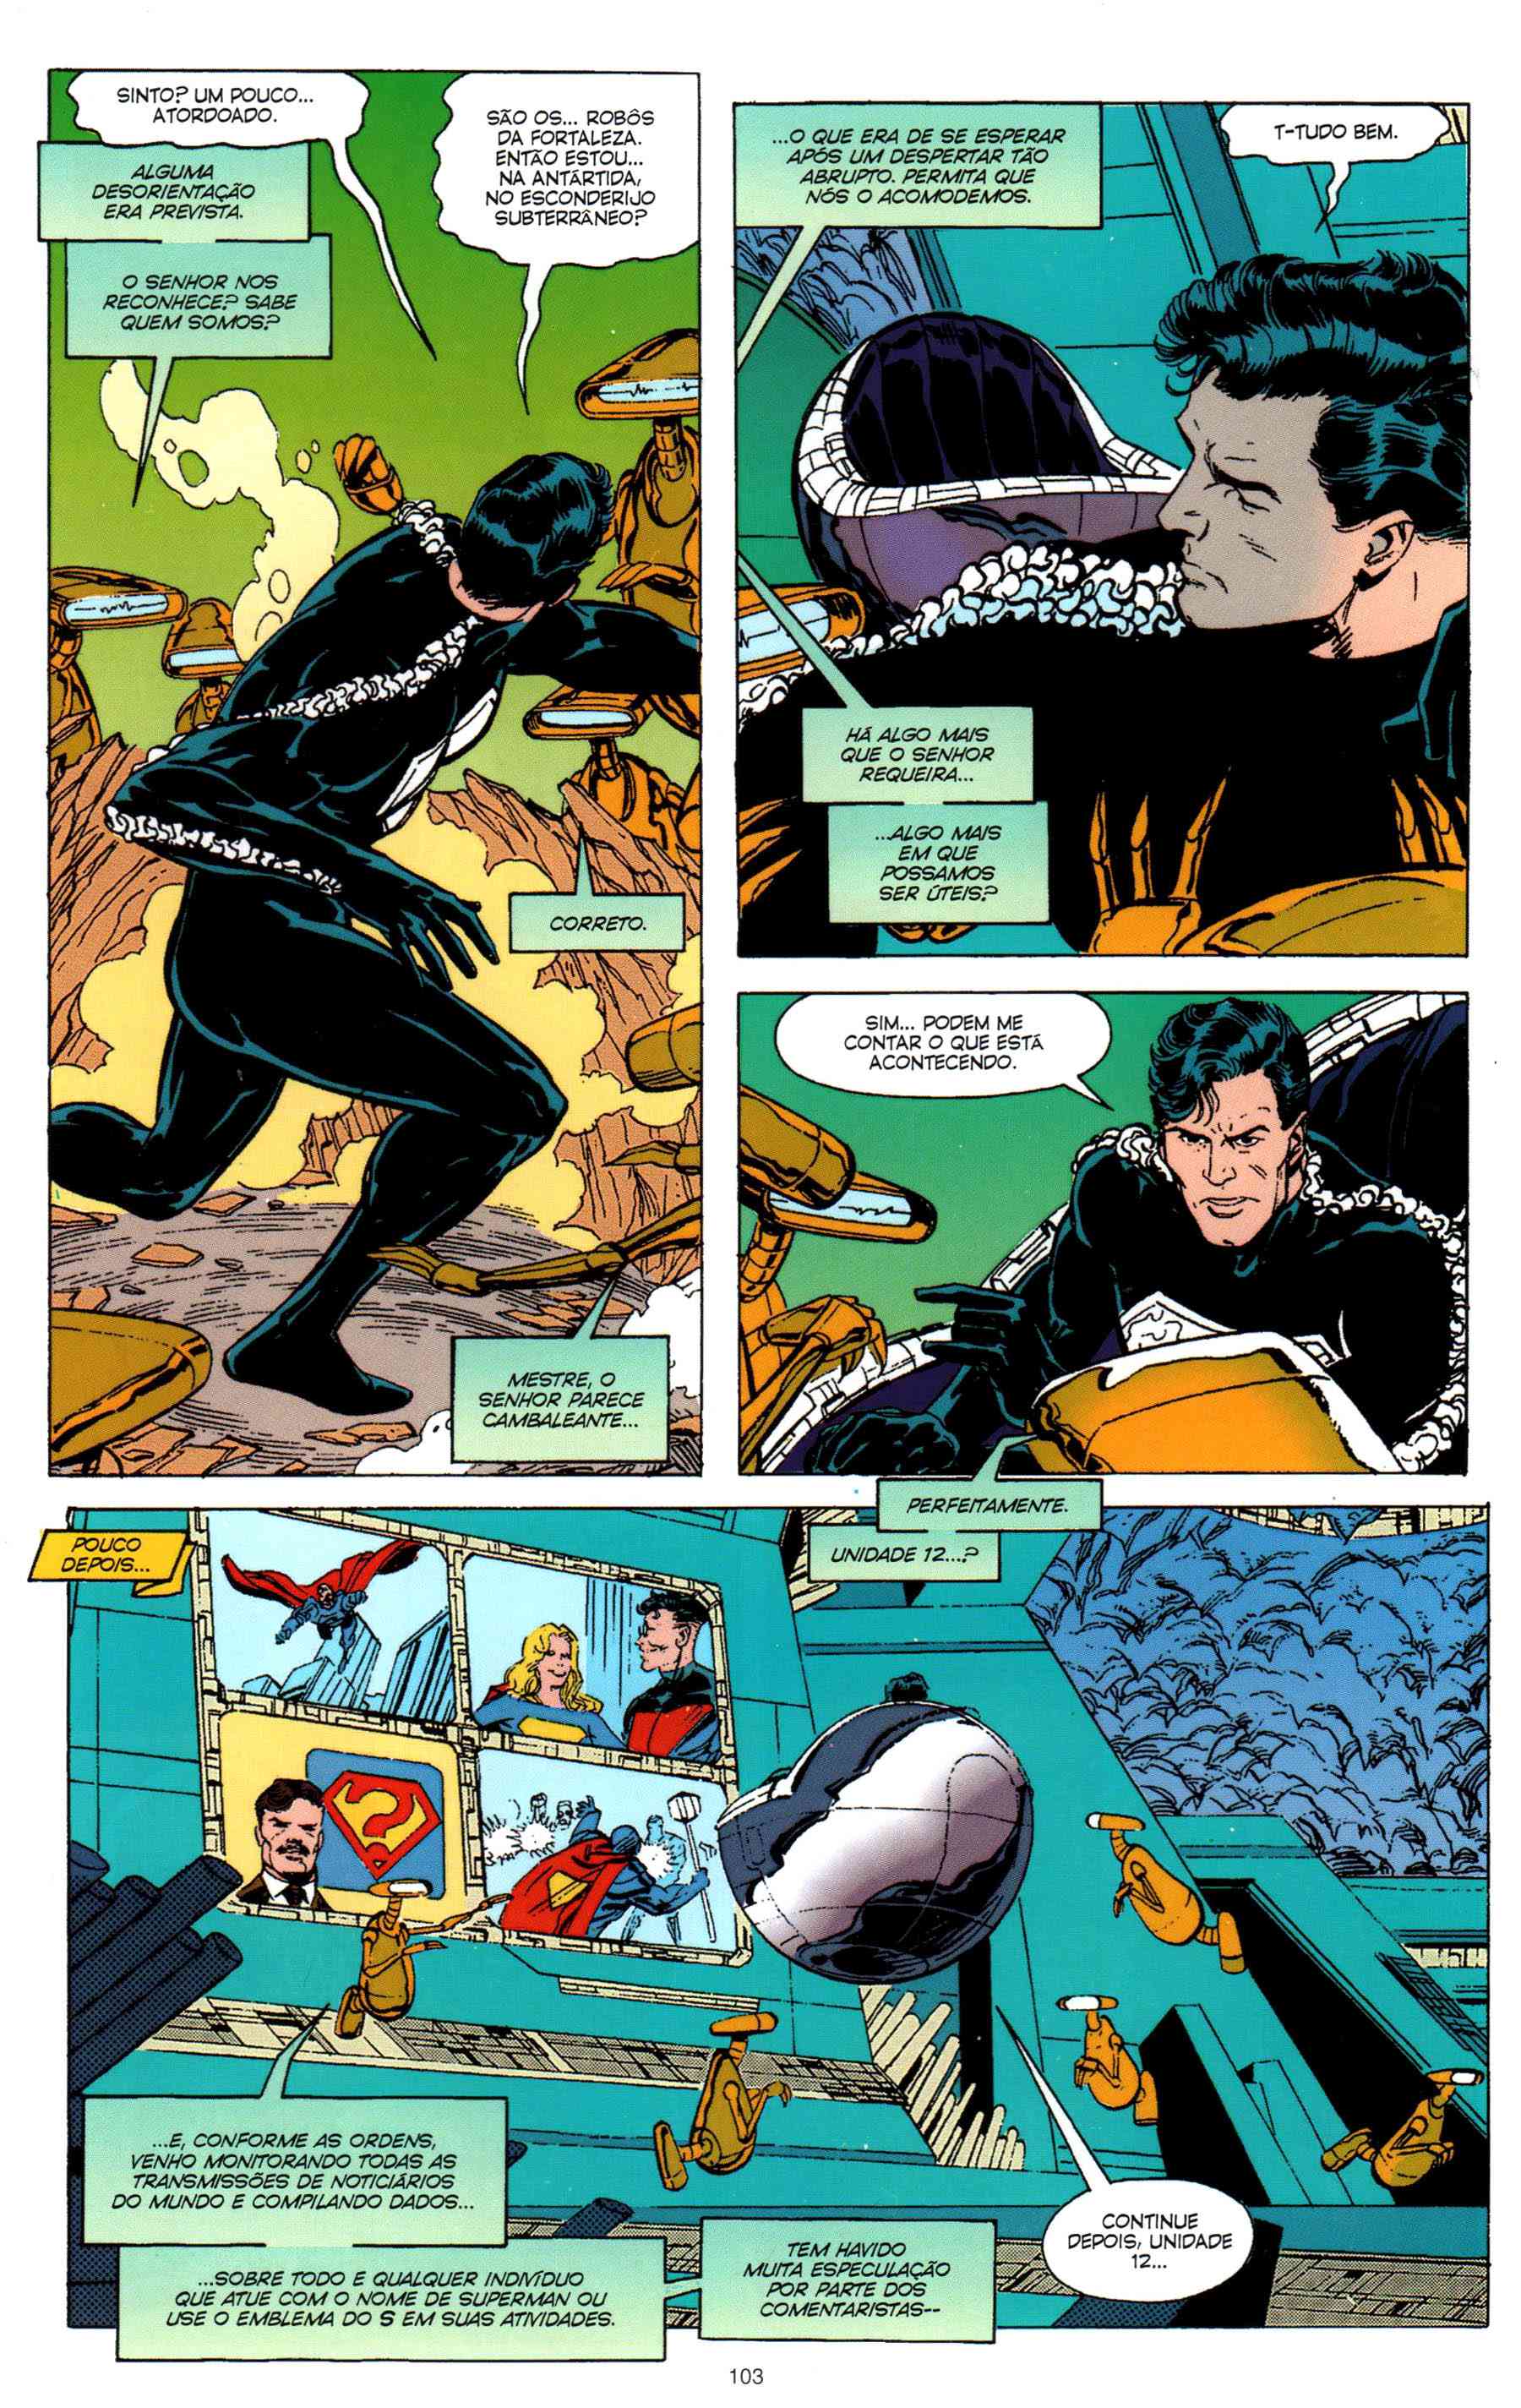 SINTO? UM POUCO...
ATORDOADO.
ALGUMA
DESORIENTAÇÃO
ERA PREVISTA.
O SENHOR NOS
RECONHECE? SABE
QUEM SOMOS?
SÃO OS... ROBÔS
DA FORTALEZA.
ENTÃO ESTOU...
NA ANTÁRTIDA,
NO ESCONDERIJO
SUBTERRÂNEO?
CORRETO.
MESTRE, O
SENHOR PARECE
CAMBALEANTE...
...O QUE ERA DE SE ESPERAR
APÓS UM DESPERTAR TÃO
ABRUPTO. PERMITA QUE
NÓS O ACOMODEMOS.
T-TUDO BEM.
HÁ ALGO MAIS
QUE O SENHOR
REQUEIRA...
...ALGO MAIS
EM QUE
POSSAMOS
SER ÚTEIS?
SIM... PODEM ME
CONTAR O QUE ESTÁ
ACONTECENDO.
PERFEITAMENTE.
UNIDADE 12...?
POUCO
DEPOIS...
...E, CONFORME AS ORDENS,
VENHO MONITORANDO TODAS AS
TRANSMISSÕES DE NOTICIÁRIOS
DO MUNDO E COMPILANDO DADOS...
...SOBRE TODO E QUALQUER INDIVÍDUO
QUE ATUE COM O NOME DE SUPERMAN OU
USE O EMBLEMA DO S EM SUAS ATIVIDADES.
TEM HAVIDO
MUITA ESPECULAÇÃO
POR PARTE DOS
COMENTARISTAS--
CONTINUE
DEPOIS, UNIDADE
12...
103